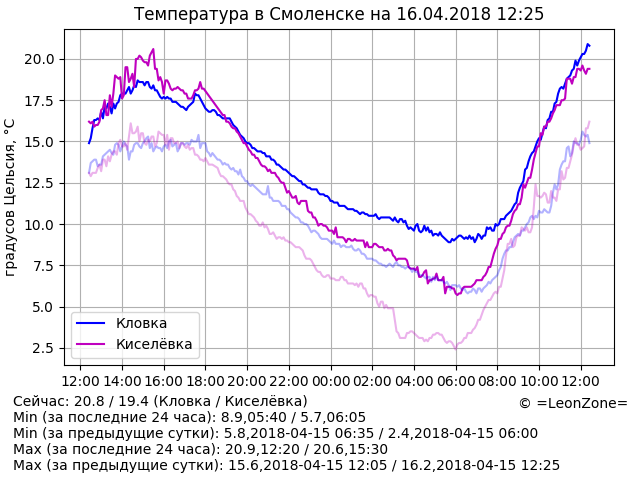 Температура в Смоленске на 16.04.2018 12:25
градусов Цельсия, °C
20.0
17.5
15.0
12.5
10.0
7.5
5.0
2.5
Кловка
Киселёвка
12:00 14:00 16:00 18:00 20:00 22:00 00:00 02:00 04:00 06:00 08:00 10:00 12:00
Сейчас: 20.8 / 19.4 (Кловка / Киселёвка)
© =LeonZone=
Min (за последние 24 часа): 8.9,05:40 / 5.7,06:05
Min (за предыдущие сутки): 5.8,2018-04-15 06:35 / 2.4,2018-04-15 06:00
Max (за последние 24 часа): 20.9,12:20 / 20.6,15:30
Max (за предыдущие сутки): 15.6,2018-04-15 12:05 / 16.2,2018-04-15 12:25